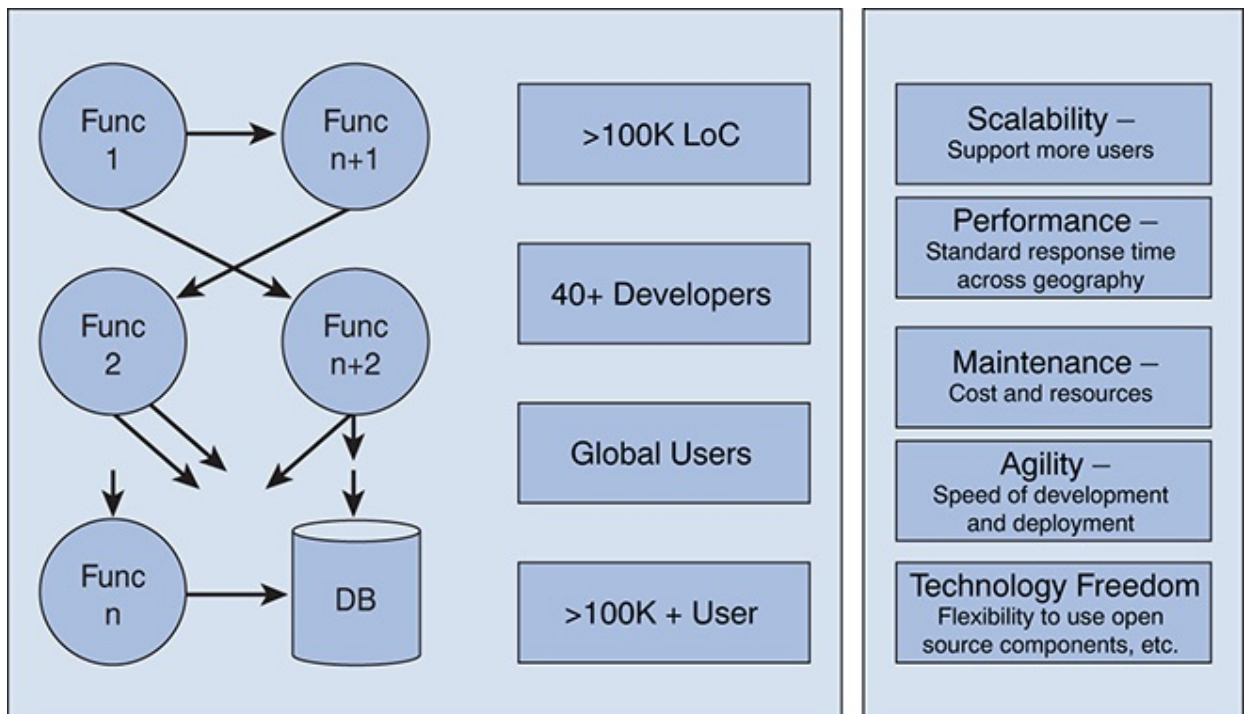 Func
1
Func
n+1
Func
2
Func
n+2
Func
n
DB
>100K LoC
40+ Developers
Global Users
>100K + User
Scalability –
Support more users
Performance –
Standard response time
across geography
Maintenance –
Cost and resources
Agility –
Speed of development
and deployment
Technology Freedom
Flexibility to use open
source components, etc.